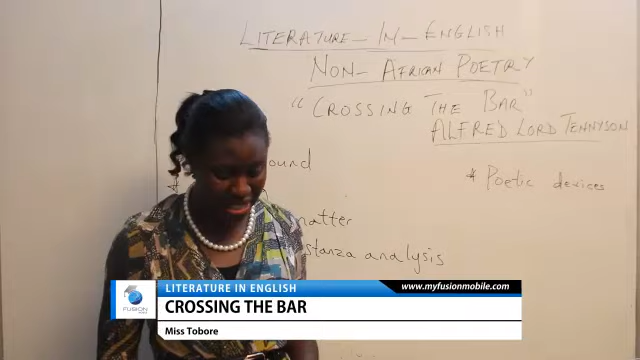 LITERATURE-IN-ENGLISH
NON-AFRICAN POETRY
"CROSSING THE BAR"
ALFRED LORD TENNYSON
ound
* Poetic devices
matter
stanza analysis
LITERATURE IN ENGLISH
www.myfusionmobile.com
CROSSING THE BAR
FUSION
Miss Tobore